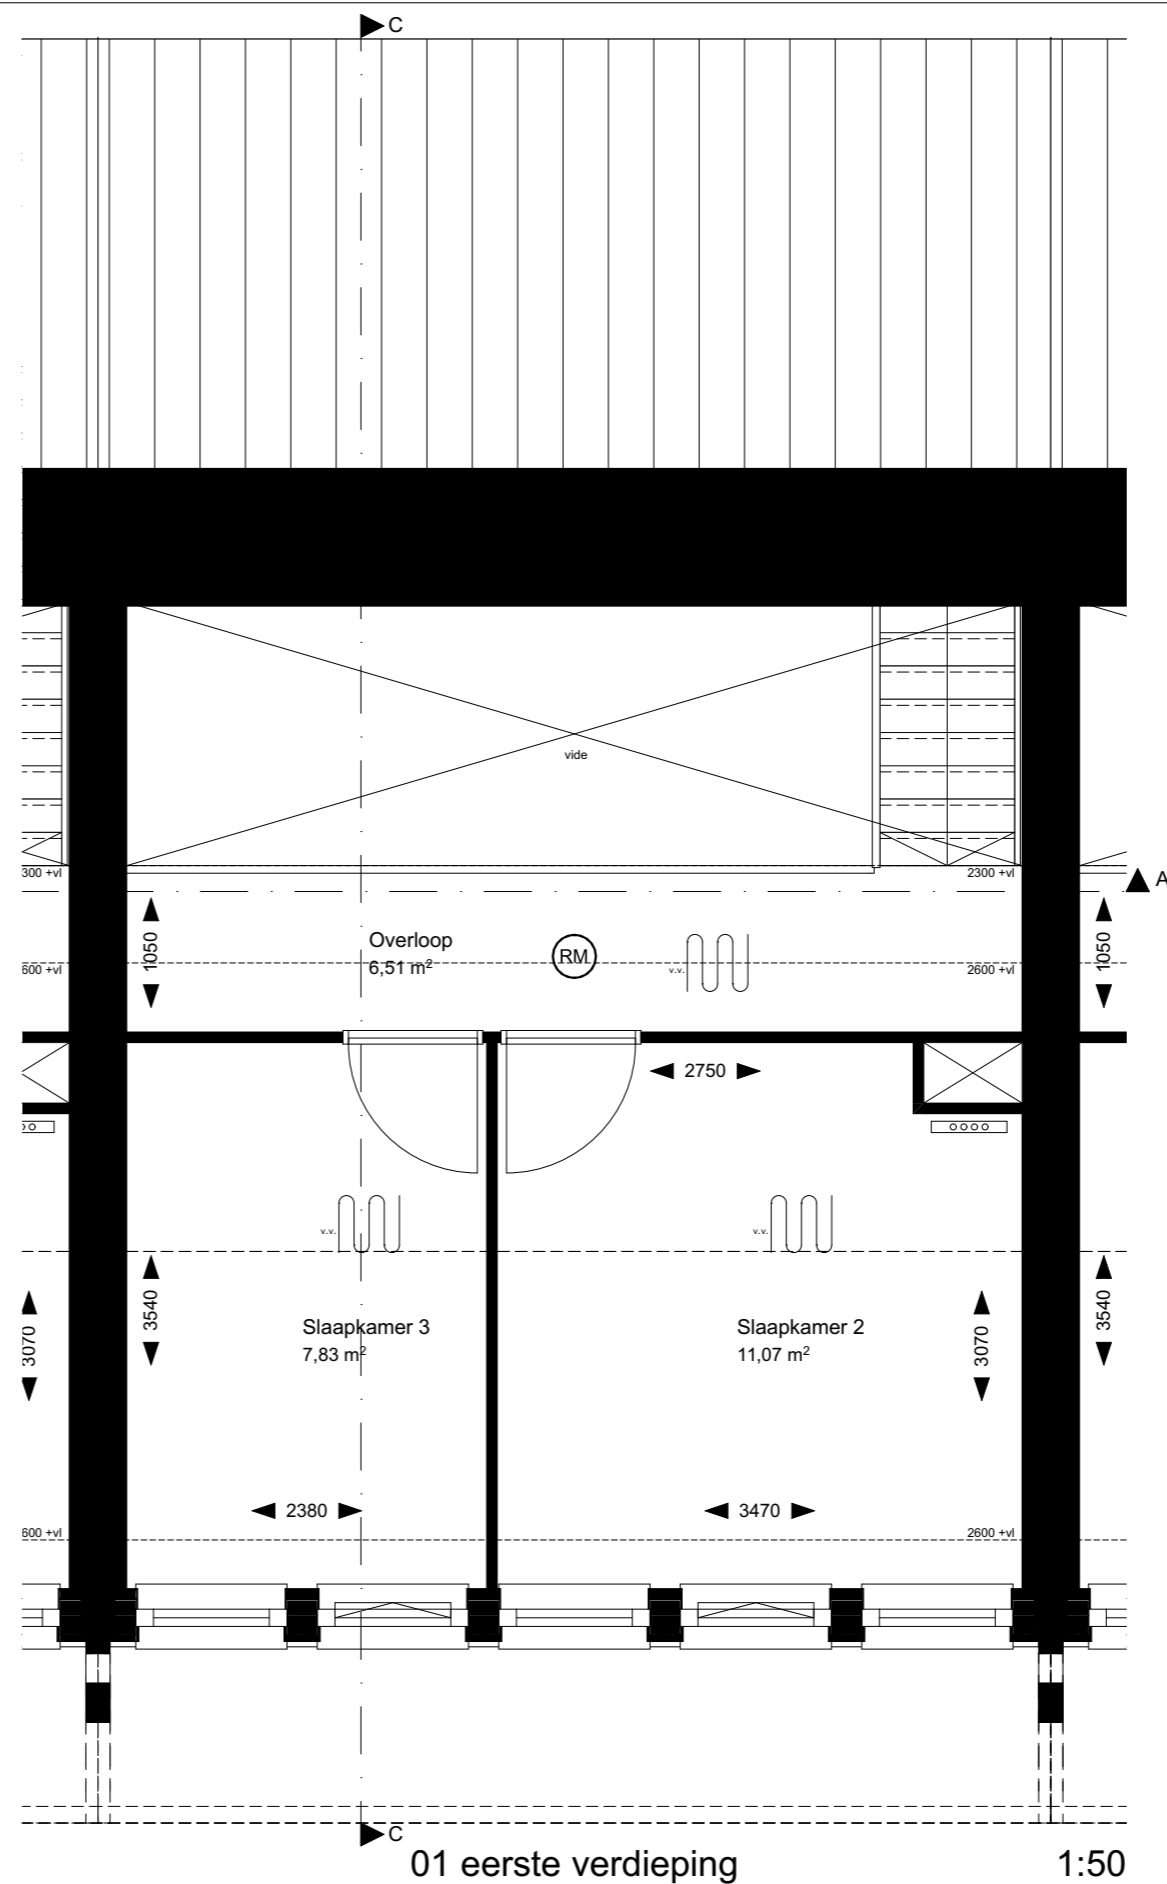 C
vide
300 +vl
2300 +vl
A
1050
Overloop
6,51 m²
RM
v.v.
1050
600 +vl
2600 +vl
2750
v.v.
v.v.
3070
3540
Slaapkamer 3
7,83 m²
Slaapkamer 2
11,07 m²
3070
3540
2380
3470
600 +vl
2600 +vl
C
01 eerste verdieping
1:50